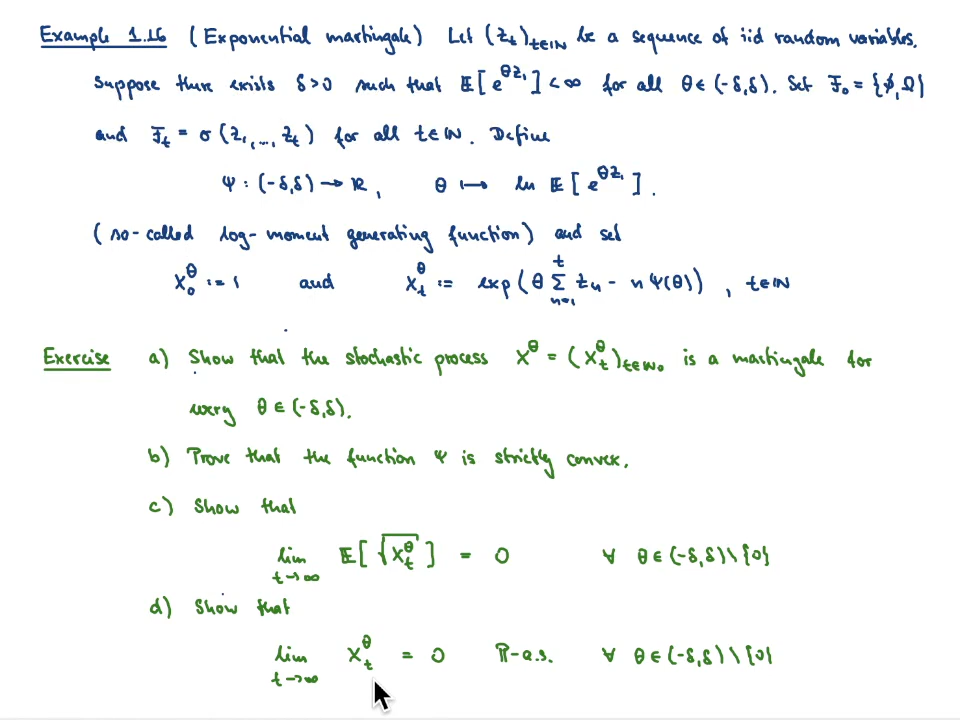 Example 1.16 (Exponential martingale) Let (Z_t)_{t∈ℕ} be a sequence of iid random variables.
Suppose there exists δ>0 such that 𝔼[e^{θZ_1}]<∞ for all θ∈(-δ,δ). Set ℱ_0={ϕ,Ω}
and ℱ_t = σ(Z_1,...,Z_t) for all t∈ℕ. Define
Ψ:(-δ,δ)→ℝ, θ ↦ ln 𝔼[e^{θZ_1}].
(so-called log-moment generating function) and set
X_0^θ := 1 and X_t^θ := exp(θ ∑_{n=1}^t Z_n - nΨ(θ)), t∈ℕ
Exercise a) Show that the stochastic process X^θ = (X_t^θ)_{t∈ℕ_0} is a martingale for
every θ∈(-δ,δ).
b) Prove that the function Ψ is strictly convex.
c) Show that
lim_{t→∞} 𝔼[√X_t^θ] = 0 ∀ θ∈(-δ,δ)\{0}
d) Show that
lim_{t→∞} X_t^θ = 0 ℙ-a.s. ∀ θ∈(-δ,δ)\{0}